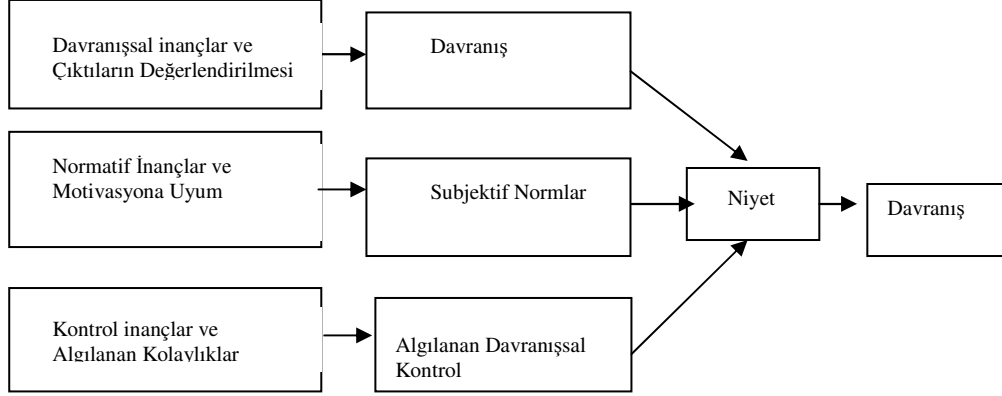 Davranışsal inançlar ve
Çıktıların Değerlendirilmesi
Davranış
Normatif İnançlar ve
Motivasyona Uyum
Subjektif Normlar
Niyet
Davranış
Kontrol inançlar ve
Algılanan Kolaylıklar
Algılanan Davranışsal
Kontrol